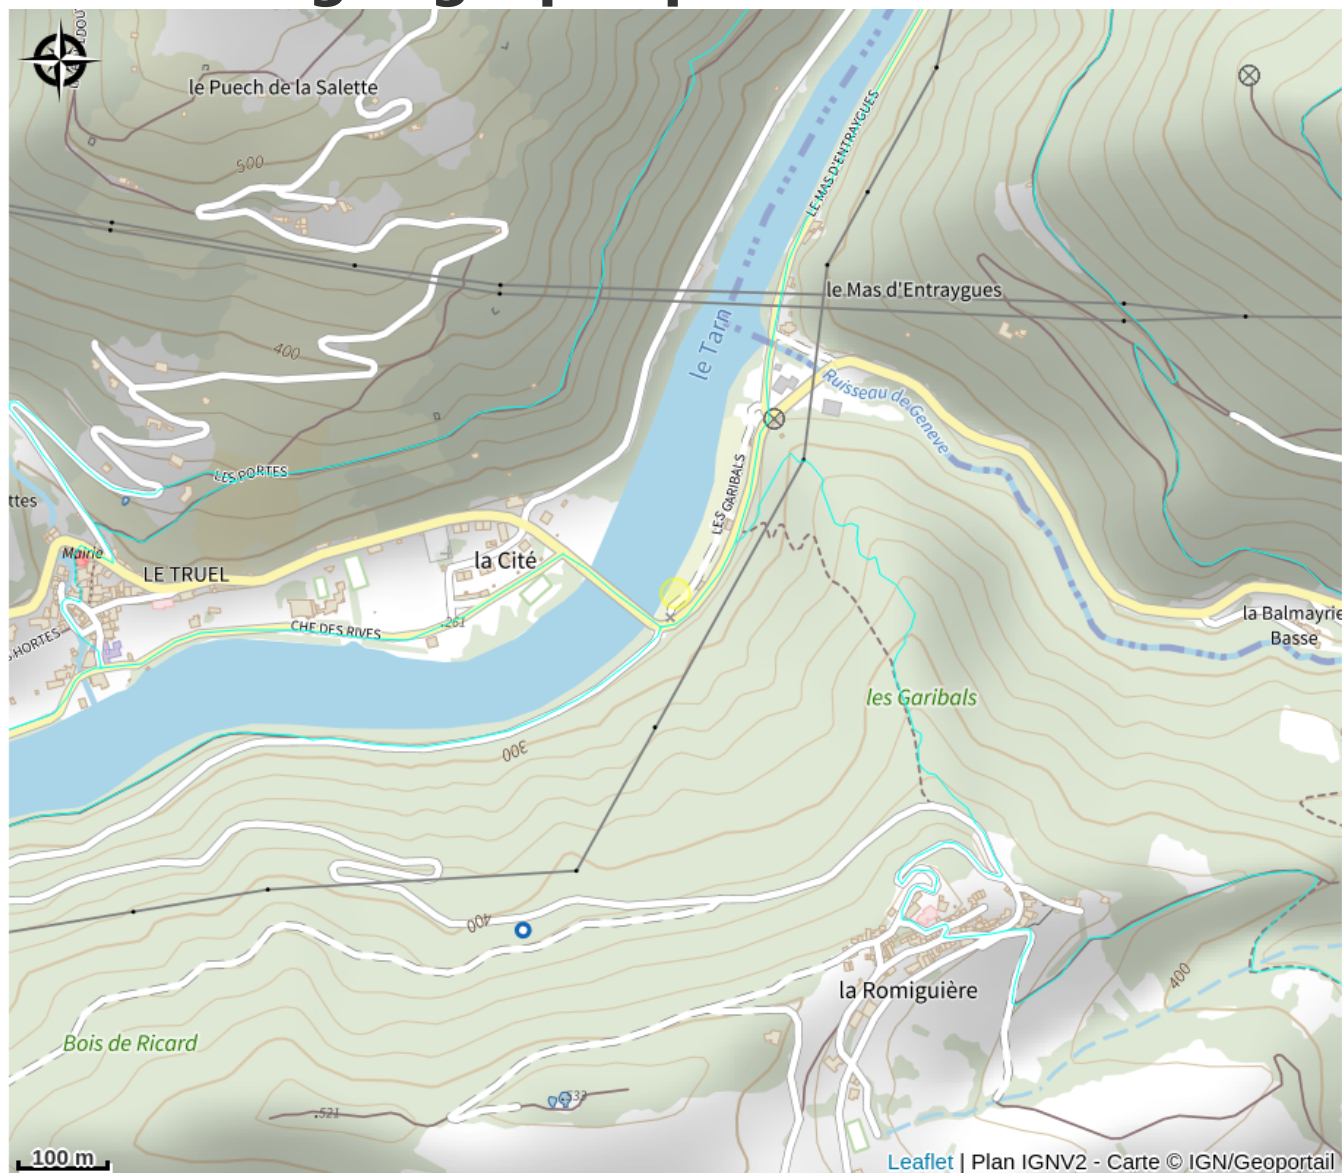 le Puech de la Salette
500
LE MAS D'ENTRAYGUES
le Mas d'Entraygues
le Tarn
400
Ruisseau de Geneve
LES PORTES
LES GARIBALS
ttes
Mairie
LE TRUEL
la Cité
.261
CHE DES RIVES
S HORTES
la Balmayrie
Basse
les Garibals
300
400
la Romiguière
400
Bois de Ricard
.533
.521
100 m
Leaflet | Plan IGNV2 - Carte © IGN/Geoportail